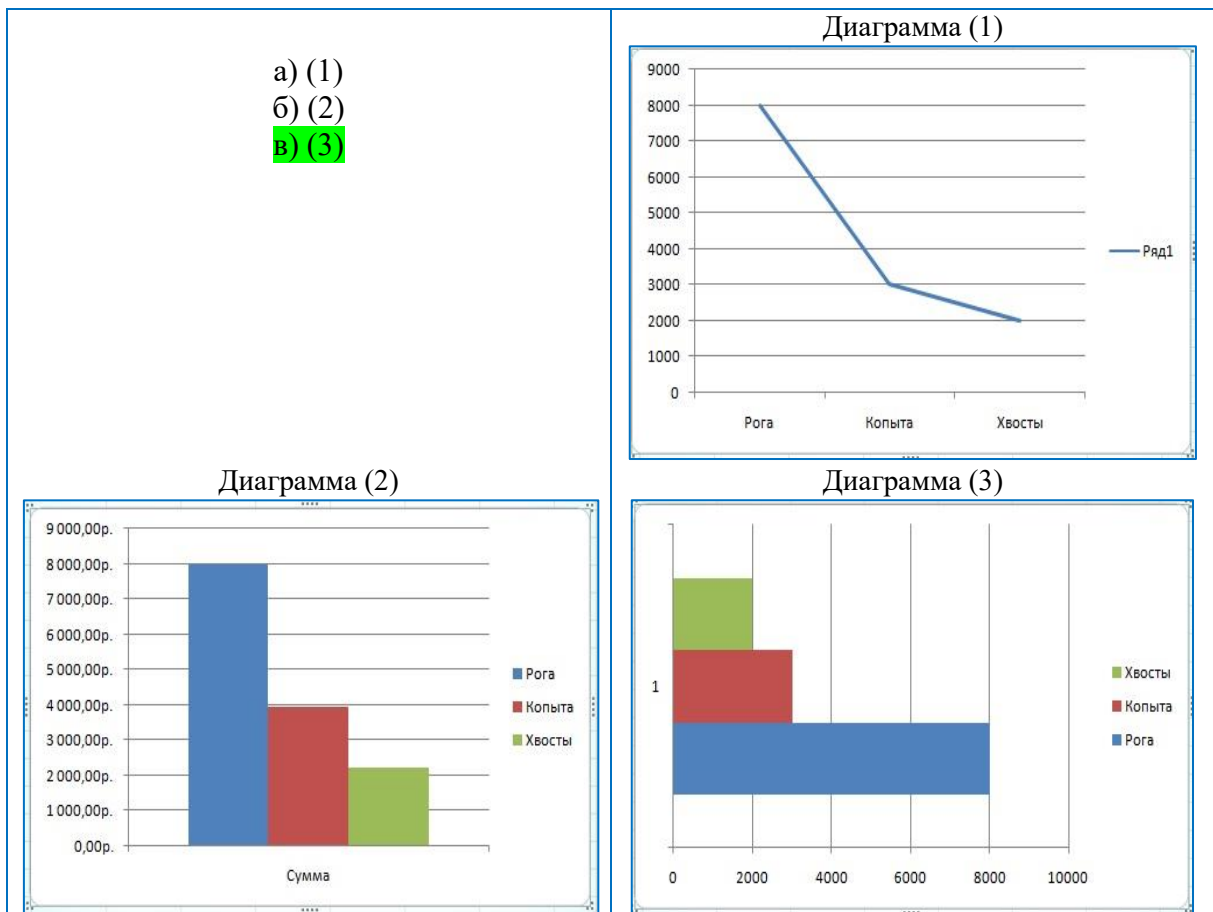 а) (1)
б) (2)
в) (3)
Диаграмма (1)
9000
8000
7000
6000
5000
4000
3000
2000
1000
0
Рога Копыта Хвосты
Ряд1
Диаграмма (2)
9 000,00р.
8 000,00р.
7 000,00р.
6 000,00р.
5 000,00р.
4 000,00р.
3 000,00р.
2 000,00р.
1 000,00р.
0,00р.
Сумма
Рога
Копыта
Хвосты
Диаграмма (3)
1
0 2000 4000 6000 8000 10000
Хвосты
Копыта
Рога